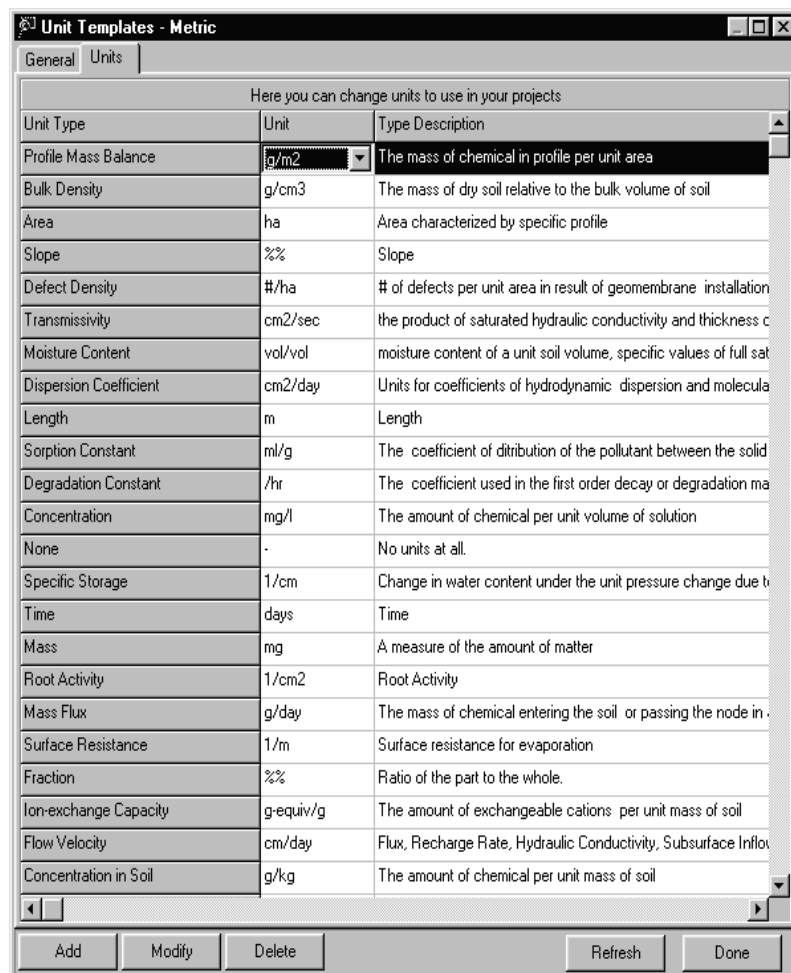 Unit Templates - Metric
General Units
Here you can change units to use in your projects
Unit Type Unit Type Description
Profile Mass Balance g/m2 The mass of chemical in profile per unit area
Bulk Density g/cm3 The mass of dry soil relative to the bulk volume of soil
Area ha Area characterized by specific profile
Slope %% Slope
Defect Density #/ha # of defects per unit area in result of geomembrane installation
Transmissivity cm2/sec the product of saturated hydraulic conductivity and thickness
Moisture Content vol/vol moisture content of a unit soil volume, specific values of full sat
Dispersion Coefficient cm2/day Units for coefficients of hydrodynamic dispersion and molecula
Length m Length
Sorption Constant ml/g The coefficient of ditribution of the pollutant between the solid
Degradation Constant /hr The coefficient used in the first order decay or degradation ma
Concentration mg/l The amount of chemical per unit volume of solution
None - No units at all.
Specific Storage 1/cm Change in water content under the unit pressure change due t
Time days Time
Mass mg A measure of the amount of matter
Root Activity 1/cm2 Root Activity
Mass Flux g/day The mass of chemical entering the soil or passing the node in
Surface Resistance 1/m Surface resistance for evaporation
Fraction %% Ratio of the part to the whole.
Ion-exchange Capacity g-equiv/g The amount of exchangeable cations per unit mass of soil
Flow Velocity cm/day Flux, Recharge Rate, Hydraulic Conductivity, Subsurface Inflo
Concentration in Soil g/kg The amount of chemical per unit mass of soil
Add Modify Delete Refresh Done